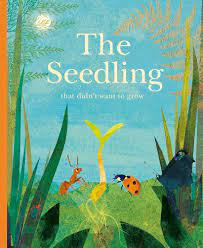 The
Seedling
that didn't want to grow